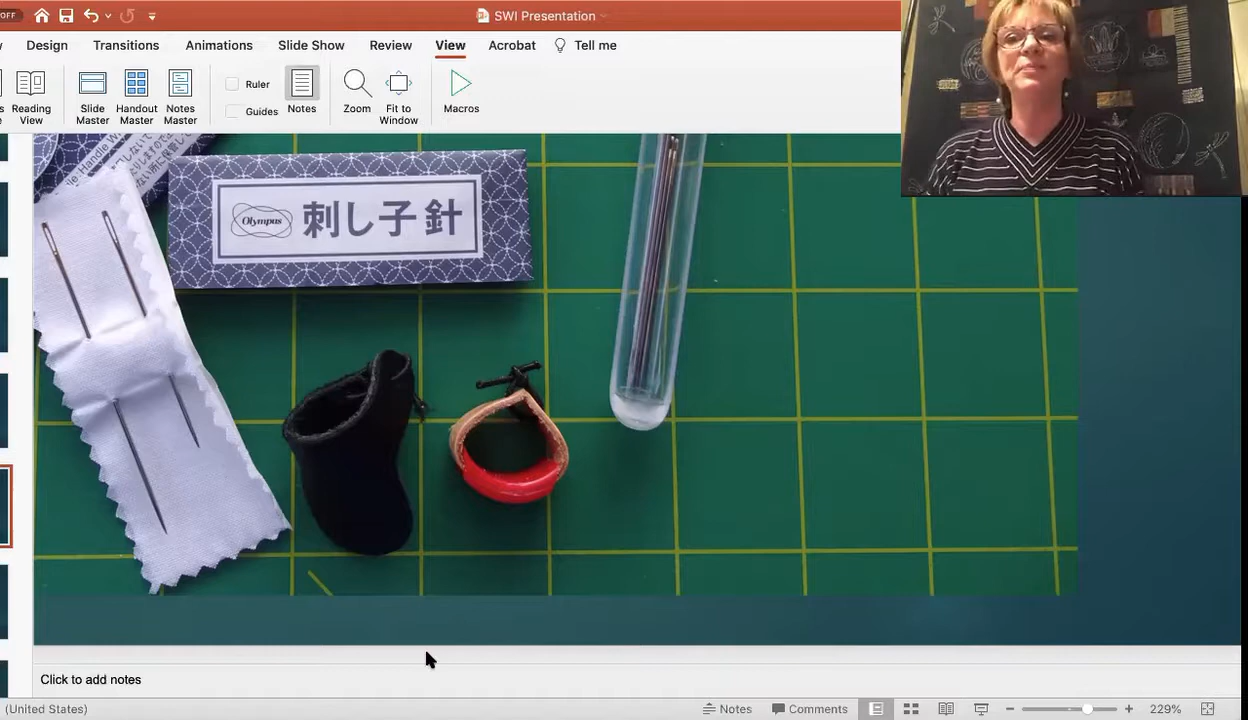 OFF
SWI Presentation
Design Transitions Animations Slide Show Review View Acrobat Tell me
Reading View
Slide Master
Handout Master
Notes Master
Ruler
Guides
Notes
Zoom
Fit to Window
Macros
Olympus 刺し子針
Click to add notes
(United States)
Notes
Comments
229%